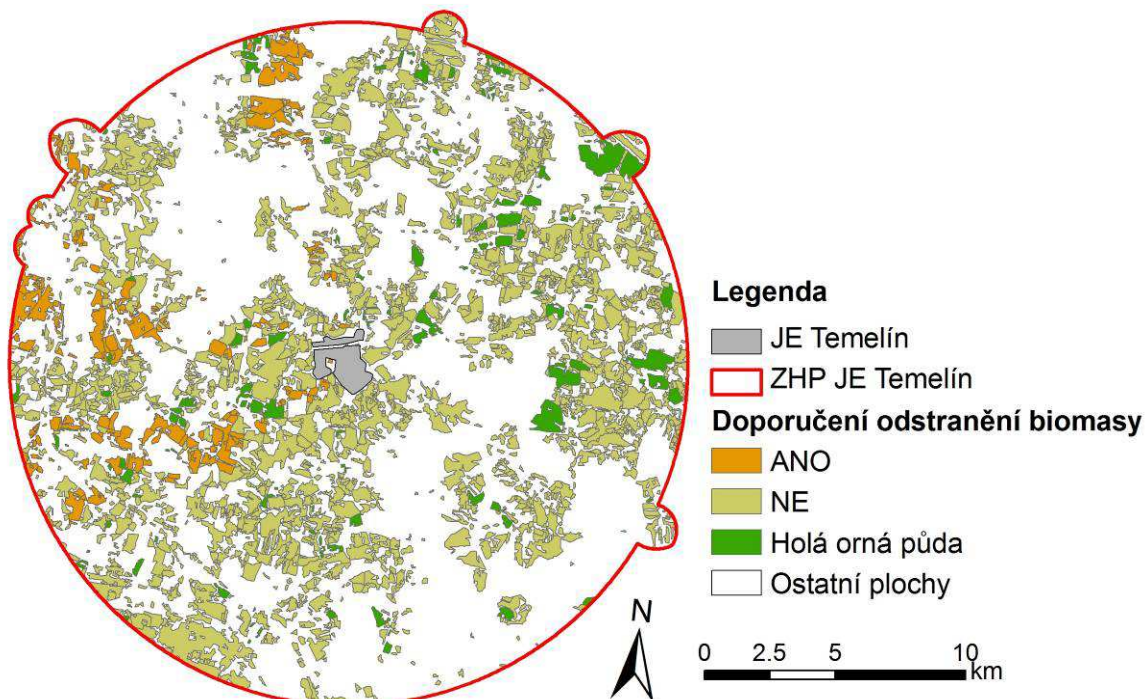 Legenda
JE Temelín
ZHP JE Temelín
Doporučení odstranění biomasy
ANO
NE
Holá orná půda
Ostatní plochy
N
0 2.5 5 10
km